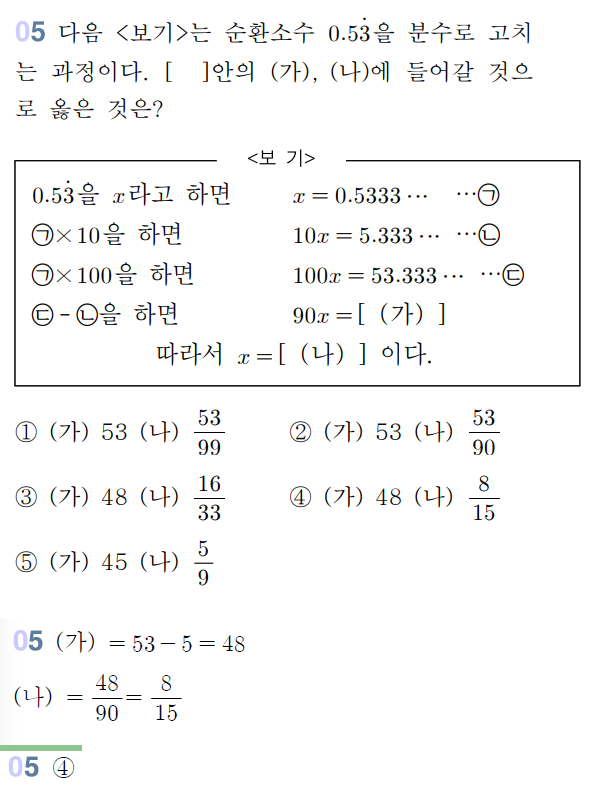 05 다음 <보기>는 순환소수 0.53̇을 분수로 고치
는 과정이다. [ ]안의 (가), (나)에 들어갈 것으
로 옳은 것은?
<보 기>
0.53̇을 x라고 하면 x = 0.5333⋯ ⋯㉠
㉠×10을 하면 10x = 5.333⋯ ⋯㉡
㉠×100을 하면 100x = 53.333⋯ ⋯㉢
㉢-㉡을 하면 90x = [ (가) ]
따라서 x = [ (나) ] 이다.
① (가) 53 (나) 53/99 ② (가) 53 (나) 53/90
③ (가) 48 (나) 16/33 ④ (가) 48 (나) 8/15
⑤ (가) 45 (나) 5/9
05 (가) = 53 − 5 = 48
(나) = 48/90 = 8/15
05 ④